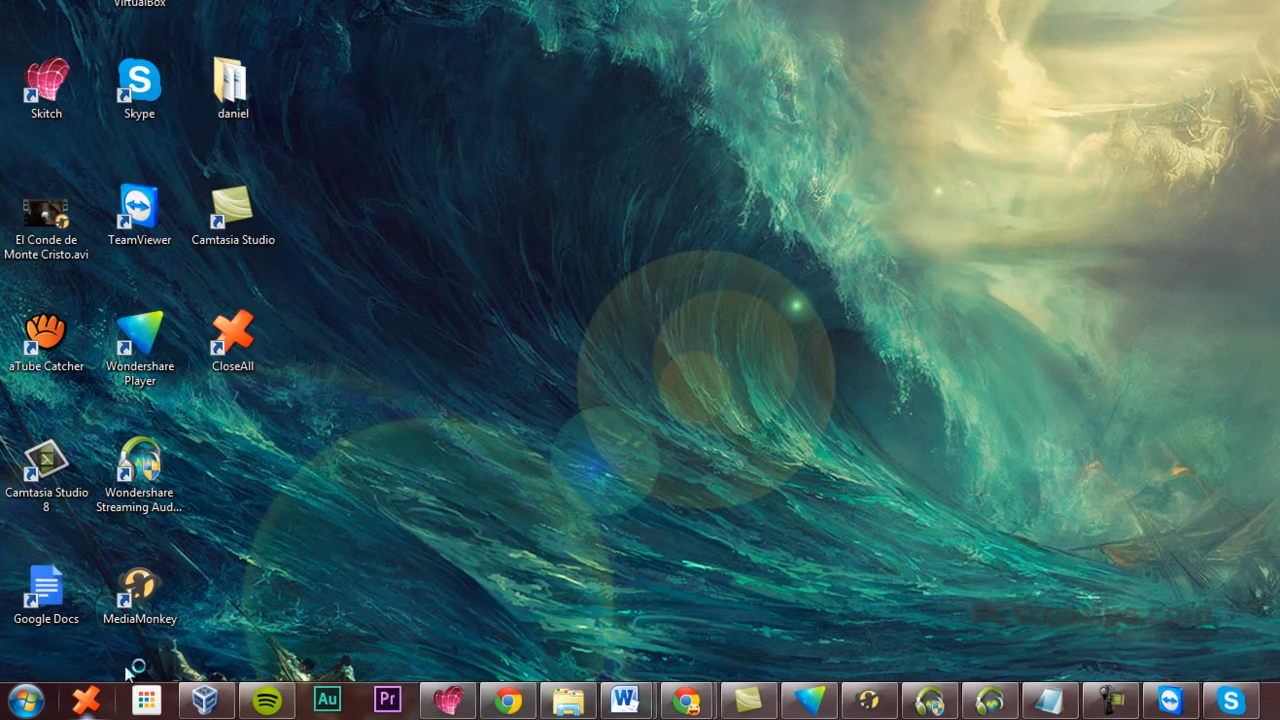 VirtualBox
Skitch
Skype
daniel
El Conde de
Monte Cristo.avi
TeamViewer
Camtasia Studio
aTube Catcher
Wondershare
Player
CloseAll
Camtasia Studio
8
Wondershare
Streaming Aud...
Google Docs
MediaMonkey
Au
Pr